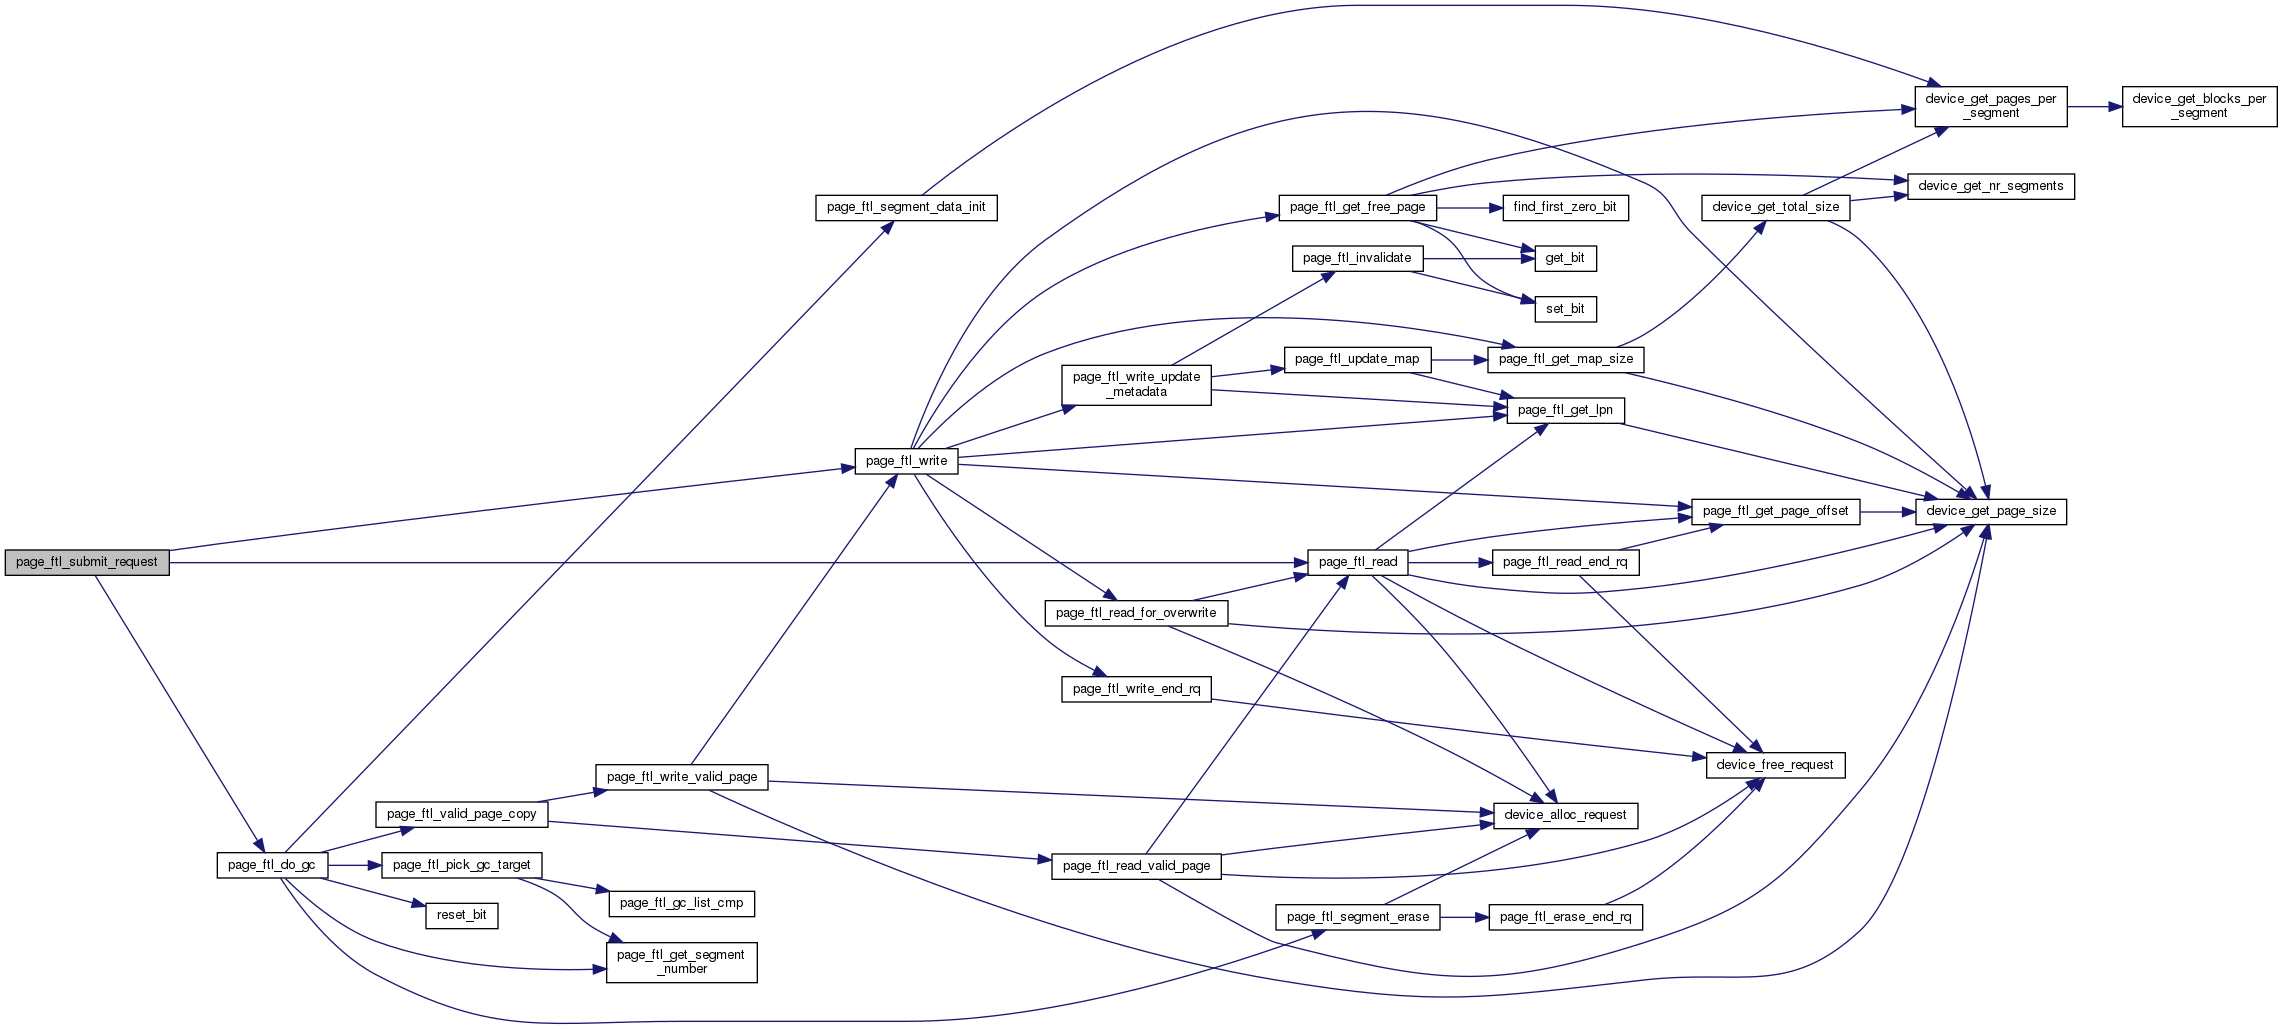 device_get_pages_per
_segment
device_get_blocks_per
_segment
device_get_nr_segments
page_ftl_segment_data_init
page_ftl_get_free_page
find_first_zero_bit
device_get_total_size
page_ftl_invalidate
get_bit
set_bit
page_ftl_write_update
_metadata
page_ftl_update_map
page_ftl_get_map_size
page_ftl_get_lpn
page_ftl_write
page_ftl_get_page_offset
device_get_page_size
page_ftl_submit_request
page_ftl_read
page_ftl_read_end_rq
page_ftl_read_for_overwrite
page_ftl_write_end_rq
device_free_request
page_ftl_write_valid_page
page_ftl_valid_page_copy
device_alloc_request
page_ftl_do_gc
page_ftl_pick_gc_target
page_ftl_read_valid_page
page_ftl_gc_list_cmp
reset_bit
page_ftl_segment_erase
page_ftl_erase_end_rq
page_ftl_get_segment
_number